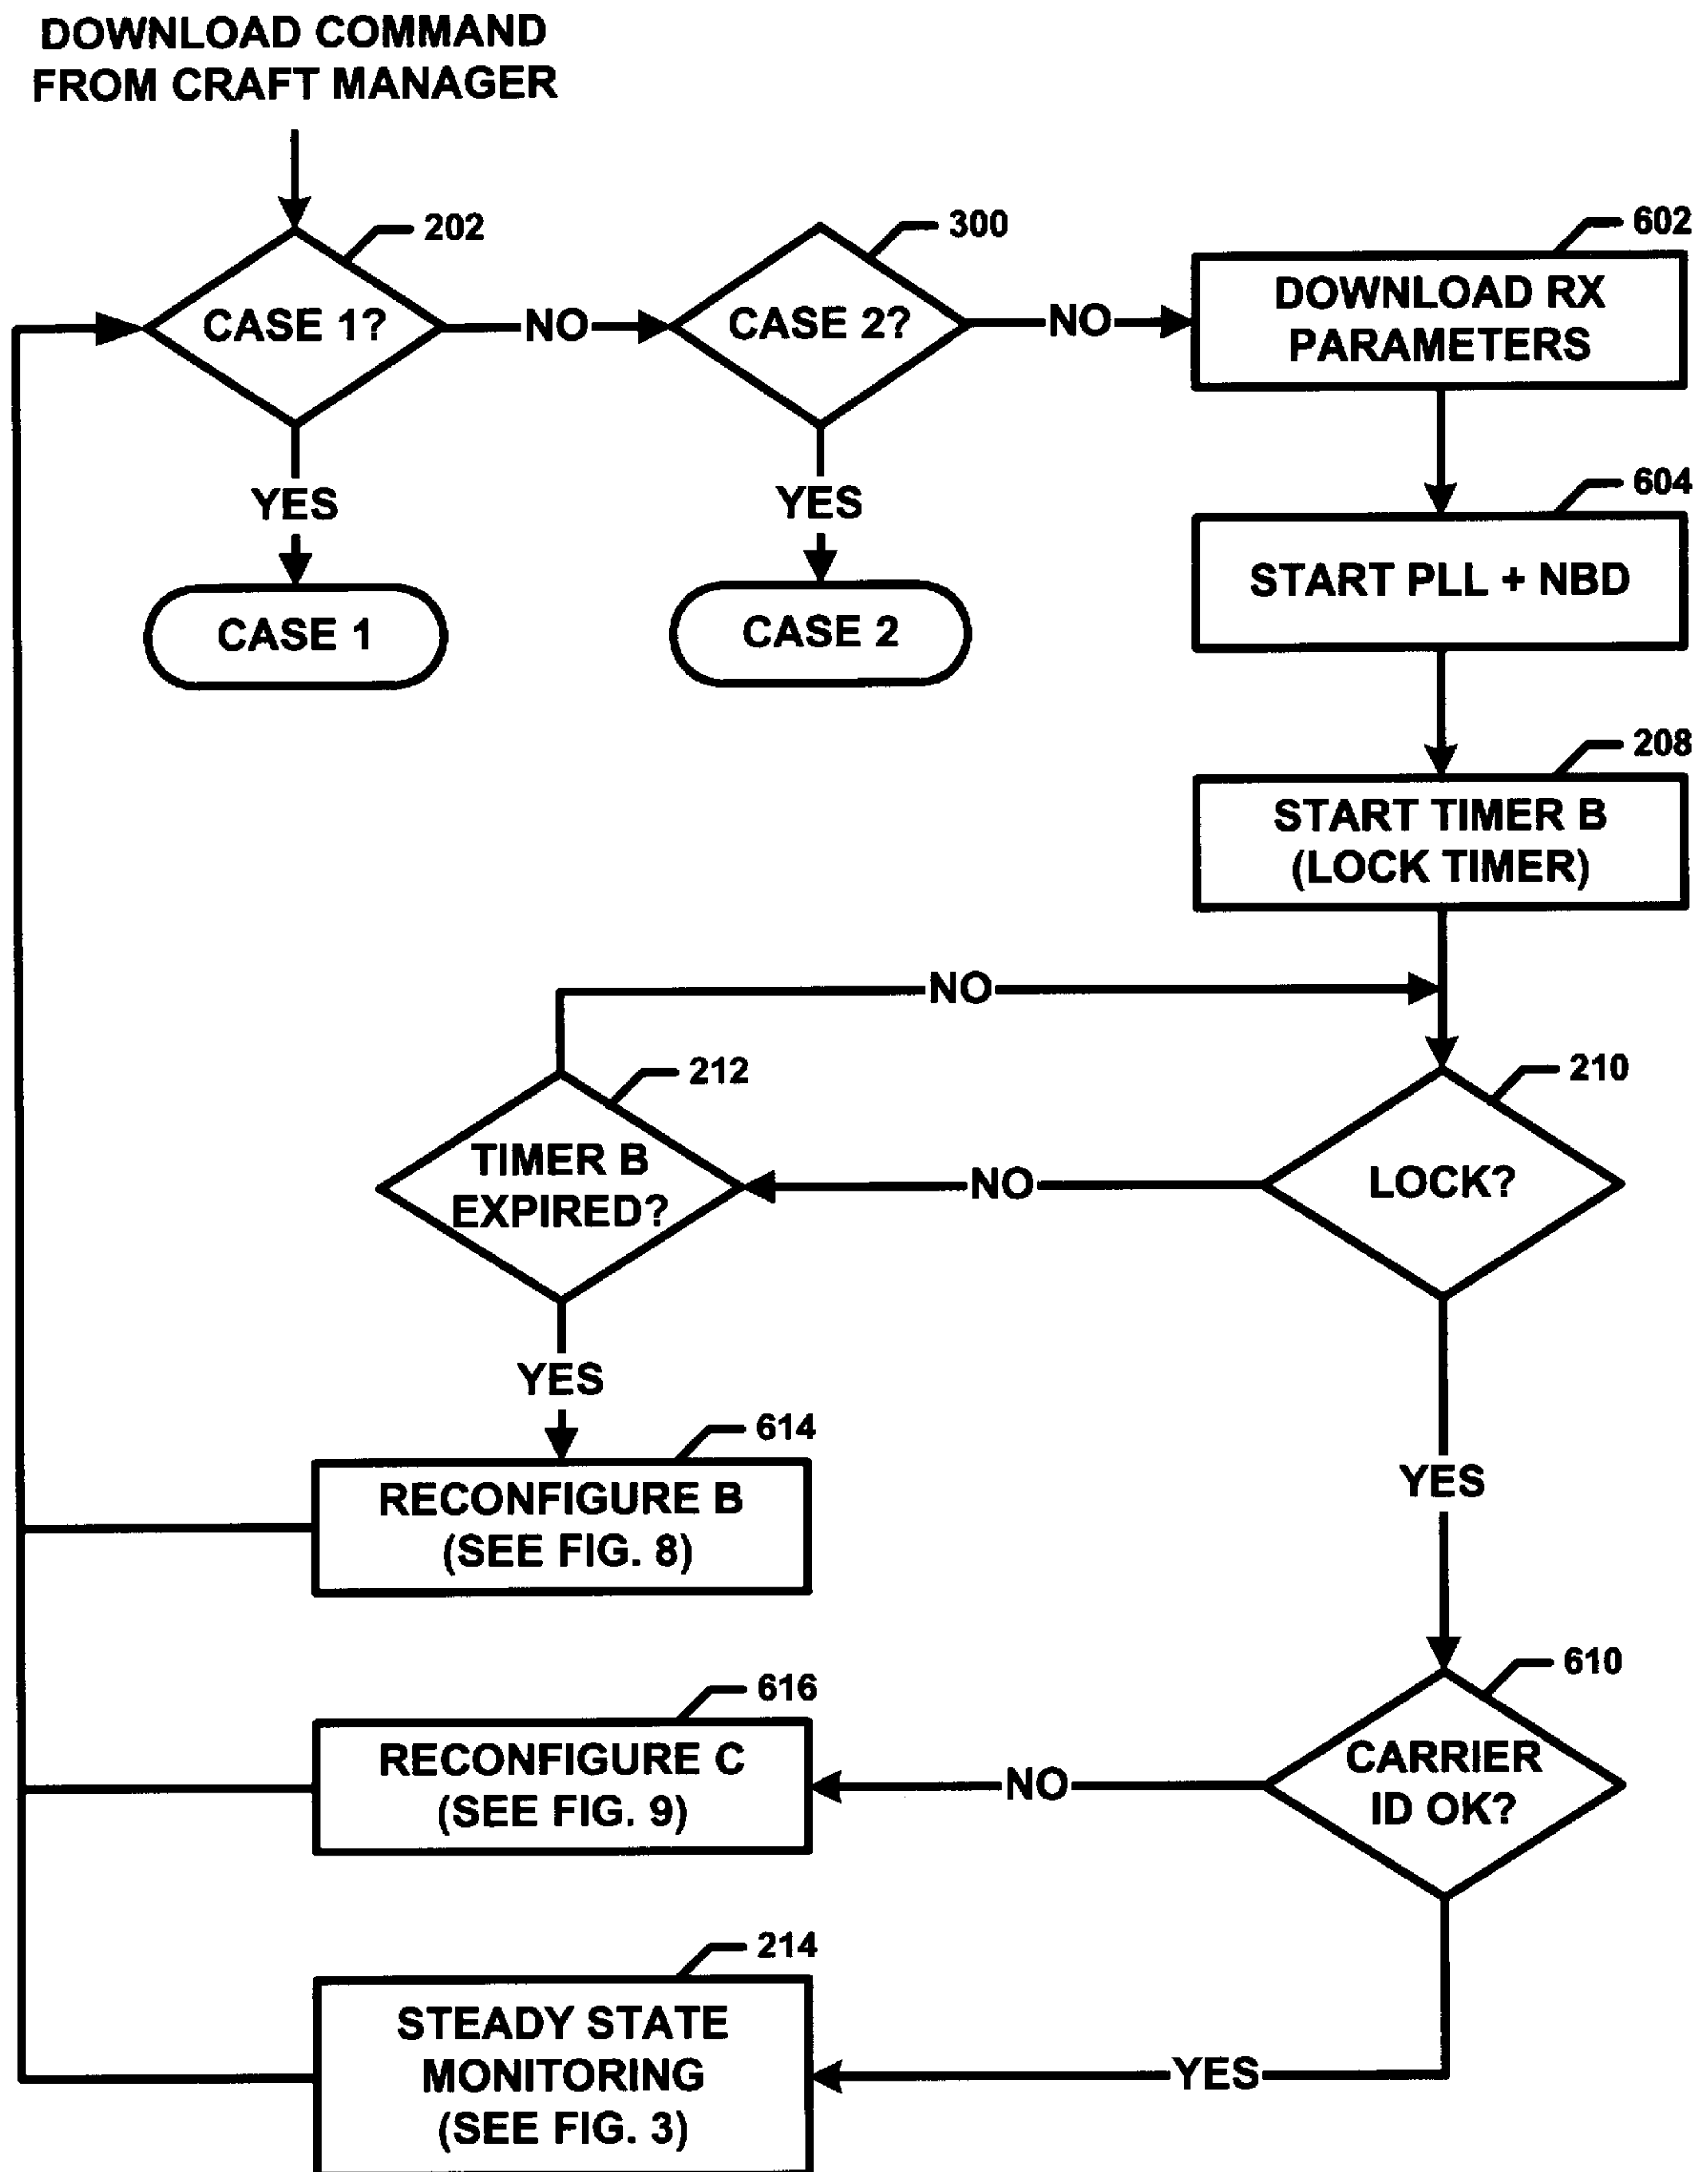 DOWNLOAD COMMAND
FROM CRAFT MANAGER
202
300
602
CASE 1?
NO
CASE 2?
NO
DOWNLOAD RX
PARAMETERS
YES
YES
604
CASE 1
CASE 2
START PLL + NBD
208
START TIMER B
(LOCK TIMER)
NO
212
210
TIMER B
EXPIRED?
NO
LOCK?
YES
YES
614
RECONFIGURE B
(SEE FIG. 8)
610
616
RECONFIGURE C
(SEE FIG. 9)
NO
CARRIER
ID OK?
214
STEADY STATE
MONITORING
(SEE FIG. 3)
YES